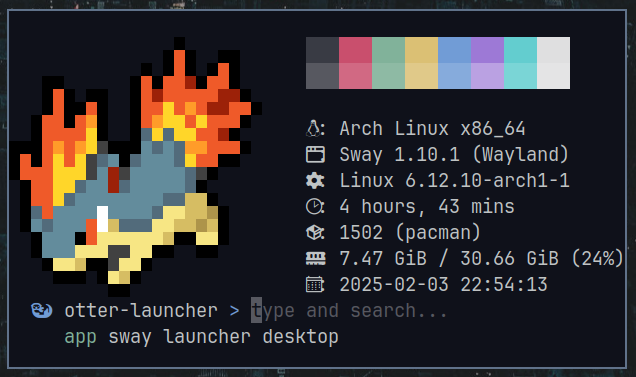 Arch Linux x86_64
Sway 1.10.1 (Wayland)
Linux 6.12.10-arch1-1
4 hours, 43 mins
1502 (pacman)
7.47 GiB / 30.66 GiB (24%)
2025-02-03 22:54:13
otter-launcher > type and search...
app sway launcher desktop